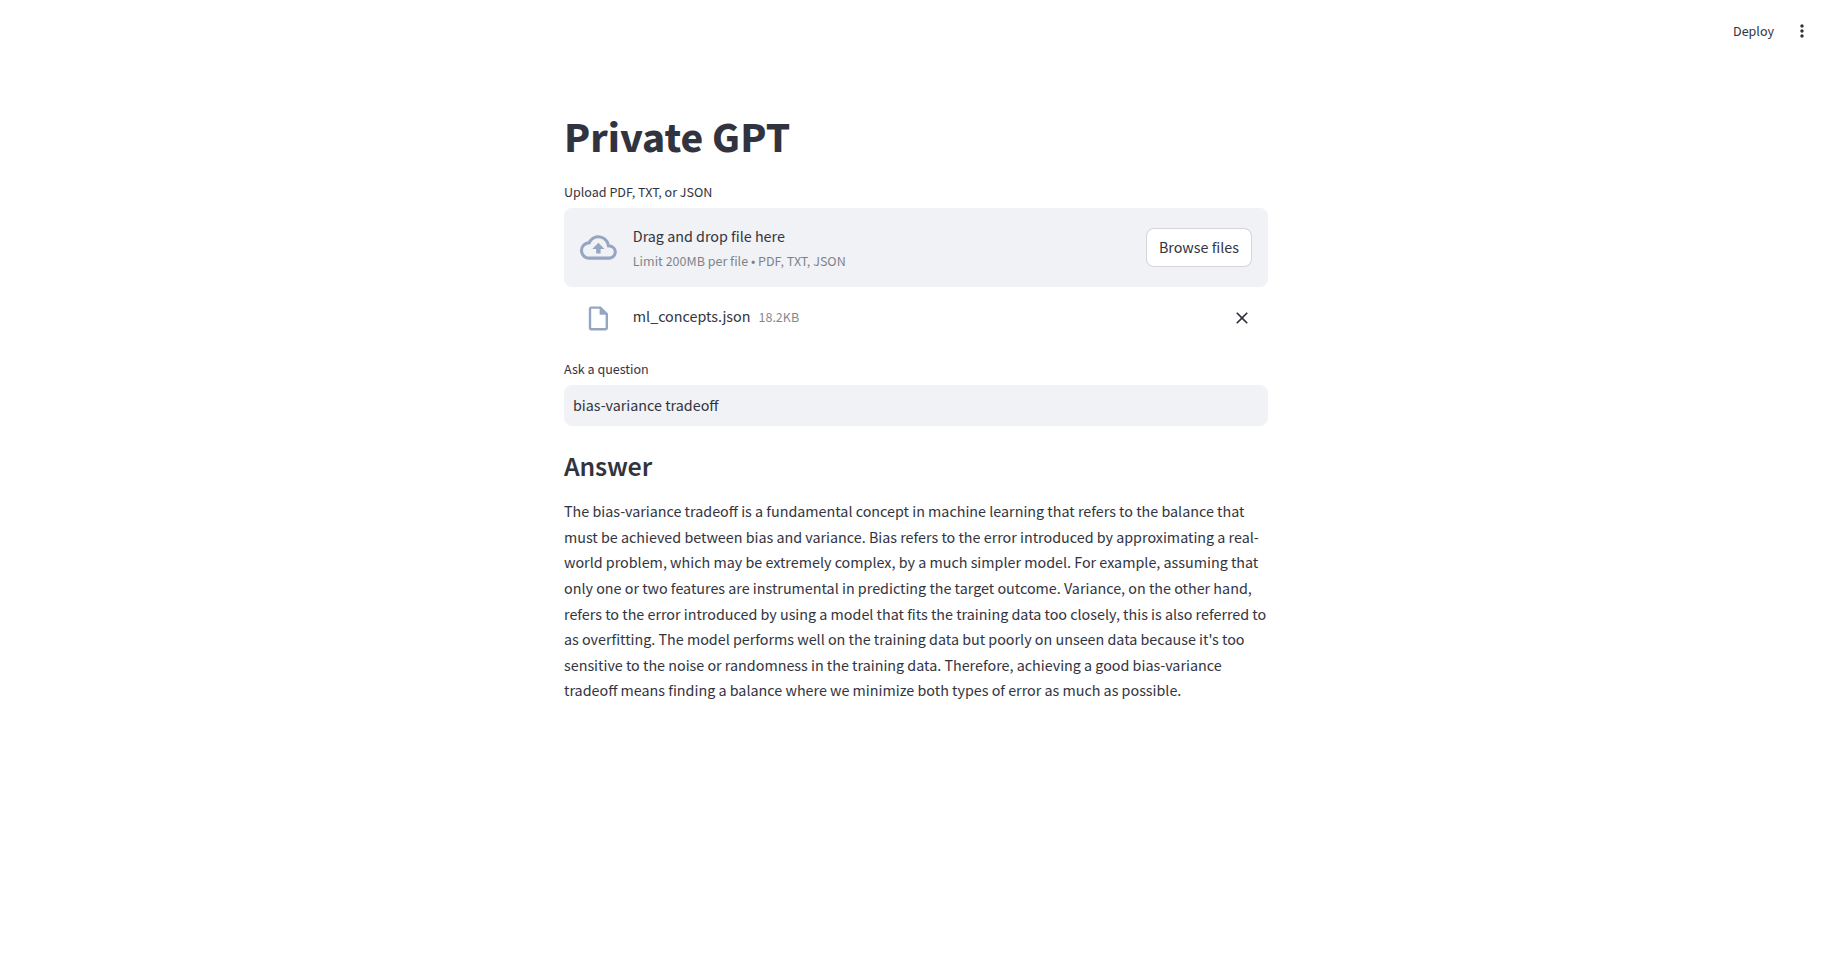 Deploy
Private GPT
Upload PDF, TXT, or JSON
Drag and drop file here
Limit 200MB per file • PDF, TXT, JSON
Browse files
ml_concepts.json 18.2KB
Ask a question
bias-variance tradeoff
Answer
The bias-variance tradeoff is a fundamental concept in machine learning that refers to the balance that
must be achieved between bias and variance. Bias refers to the error introduced by approximating a real-
world problem, which may be extremely complex, by a much simpler model. For example, assuming that
only one or two features are instrumental in predicting the target outcome. Variance, on the other hand,
refers to the error introduced by using a model that fits the training data too closely, this is also referred to
as overfitting. The model performs well on the training data but poorly on unseen data because it's too
sensitive to the noise or randomness in the training data. Therefore, achieving a good bias-variance
tradeoff means finding a balance where we minimize both types of error as much as possible.